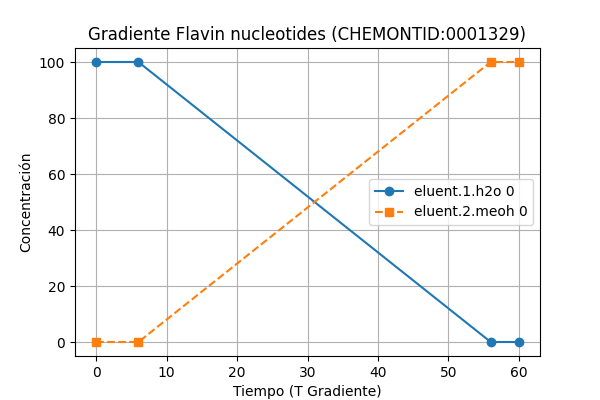 Gradiente Flavin nucleotides (CHEMONTID:0001329)
Concentración
100
80
60
40
20
0
eluent.1.h2o 0
eluent.2.meoh 0
0 10 20 30 40 50 60
Tiempo (T Gradiente)